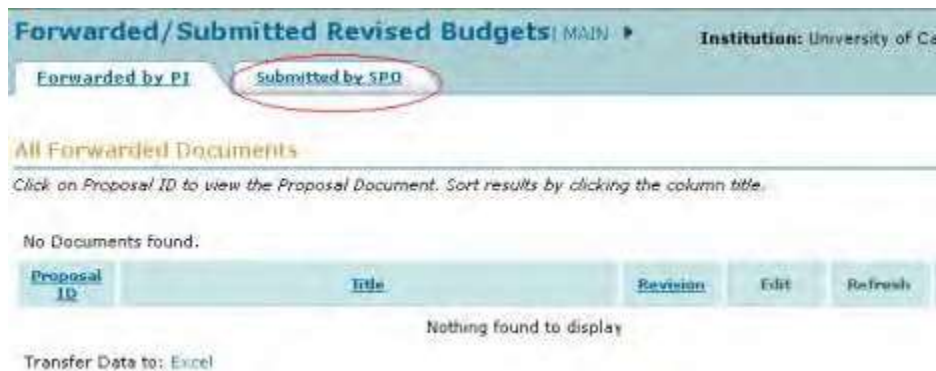 Forwarded/Submitted Revised Budgets| MAIN Institution: University of Ca
Forwarded by PI Submitted by SPO
All Forwarded Documents
Click on Proposal ID to view the Proposal Document. Sort results by clicking the column title.
No Documents found.
Proposal ID Title Revision Edit Refresh
Nothing found to display
Transfer Data to: Excel